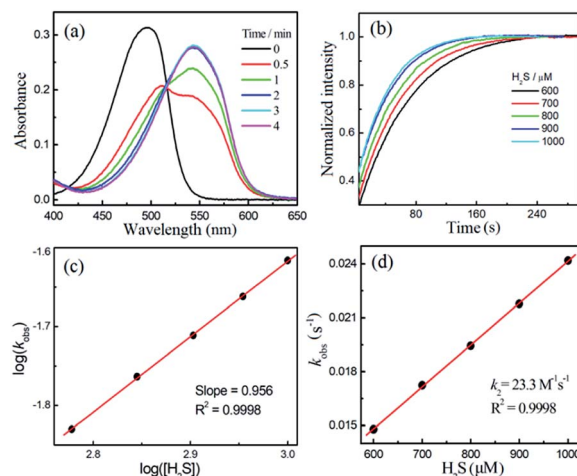 (a)
Time / min
0
0.5
1
2
3
4
Absorbance
0.3
0.2
0.1
0.0
400 450 500 550 600 650
Wavelength (nm)
(b)
H₂S / μM
600
700
800
900
1000
Normalized intensity
1.0
0.8
0.6
0.4
80 160 240
Time (s)
(c)
log(kobs)
-1.6
-1.7
-1.8
Slope = 0.956
R² = 0.9998
2.8 2.9 3.0
log([H₂S])
(d)
kobs (s⁻¹)
0.024
0.021
0.018
0.015
k₂= 23.3 M⁻¹s⁻¹
R² = 0.9998
600 700 800 900 1000
H₂S (μM)